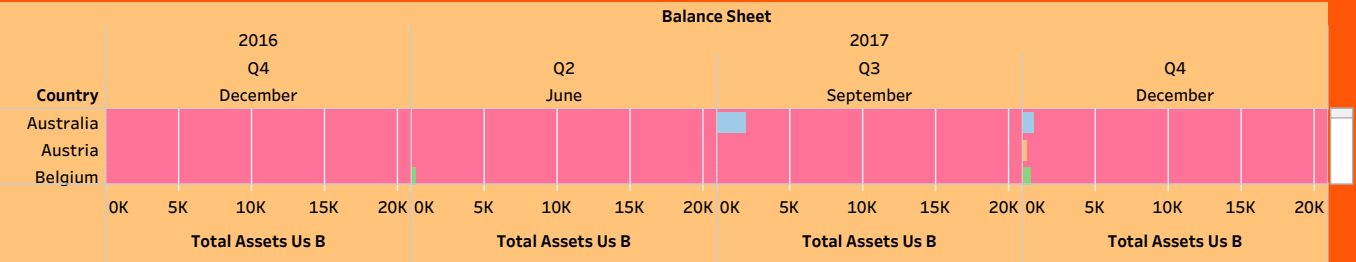 Balance Sheet
2016 2017
Q4 Q2 Q3 Q4
Country December June September December
Australia
Austria
Belgium
0K 5K 10K 15K 20K 0K 5K 10K 15K 20K 0K 5K 10K 15K 20K 0K 5K 10K 15K 20K
Total Assets Us B Total Assets Us B Total Assets Us B Total Assets Us B